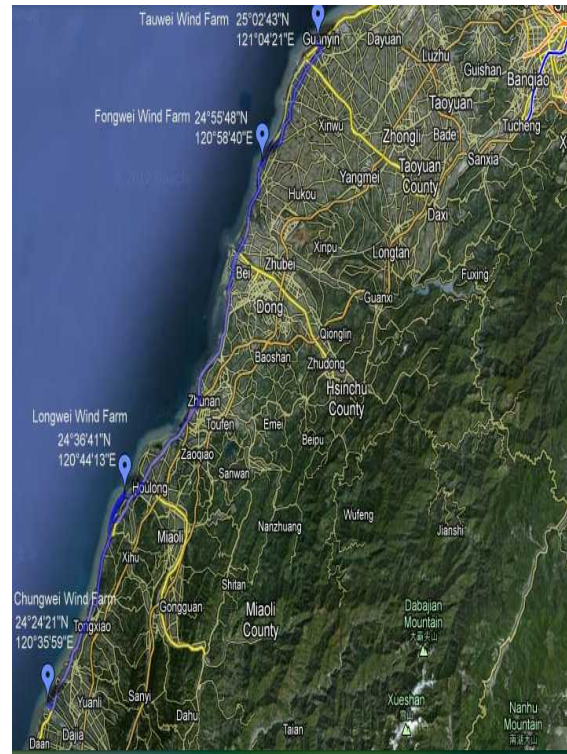 Tauwei Wind Farm 25°02'43"N
121°04'21"E
Guanyin
Dayuan
Luzhu
Guishan
Banqiao
Fongwei Wind Farm 24°55'48"N
120°58'40"E
Xinwu
Taoyuan
Zhongli
Bade
Tucheng
Sanxia
Yangmei
Taoyuan
County
Hukou
Daxi
Xinpu
Longtan
Zhubei
Bei
Fuxing
Guanxi
Dong
Qionglin
Baoshan
Zhudong
Hsinchu
County
Longwei Wind Farm
24°36'41"N
120°44'13"E
Zhunan
Toufen
Emei
Beipu
Zaoqiao
Sanwan
Houlong
Wufeng
Nanzhuang
Jianshi
Miaoli
Xihu
Shitan
Chungwei Wind Farm
24°24'21"N
120°35'59"E
Gongguan
Miaoli
County
Dabajian
Mountain
大霸尖山
Tongxiao
Xueshan
雪山
Nanhu
Mountain
南湖大山
Yuanli
Sanyi
Dahu
Daan
Dajia
Taian